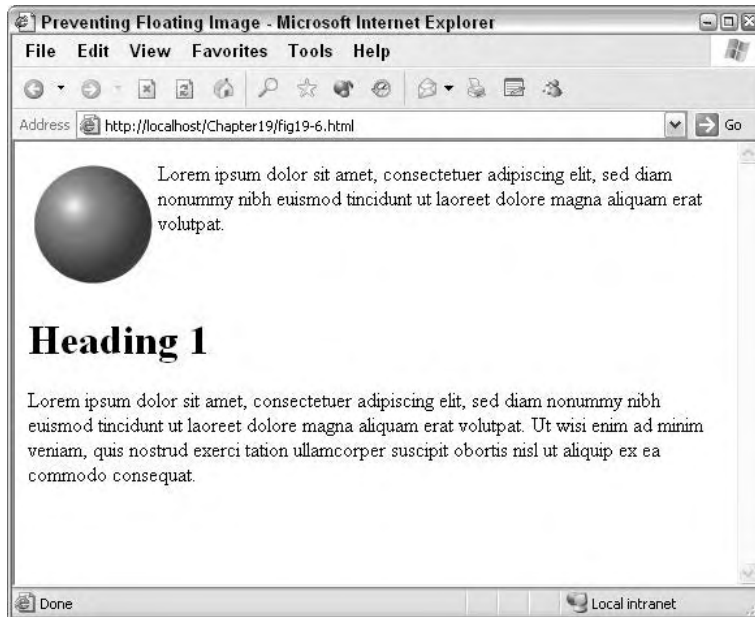 Preventing Floating Image - Microsoft Internet Explorer
File Edit View Favorites Tools Help
Address http://localhost/Chapter19/fig19-6.html Go
Lorem ipsum dolor sit amet, consectetuer adipiscing elit, sed diam
nonummy nibh euismod tincidunt ut laoreet dolore magna aliquam erat
volutpat.
Heading 1
Lorem ipsum dolor sit amet, consectetuer adipiscing elit, sed diam nonummy nibh
euismod tincidunt ut laoreet dolore magna aliquam erat volutpat. Ut wisi enim ad minim
veniam, quis nostrud exerci tation ullamcorper suscipit obortis nisl ut aliquip ex ea
commodo consequat.
Done Local intranet